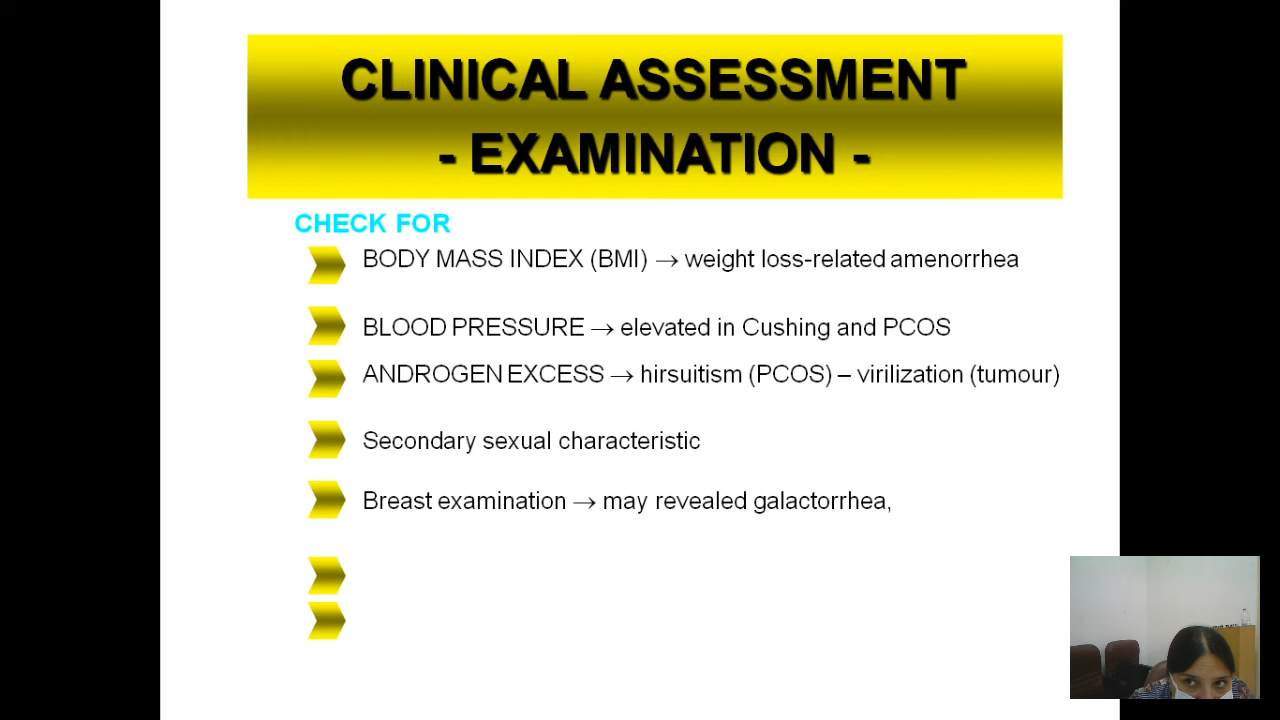 CLINICAL ASSESSMENT
- EXAMINATION -
CHECK FOR
BODY MASS INDEX (BMI) → weight loss-related amenorrhea
BLOOD PRESSURE → elevated in Cushing and PCOS
ANDROGEN EXCESS → hirsuitism (PCOS) – virilization (tumour)
Secondary sexual characteristic
Breast examination → may revealed galactorrhea,